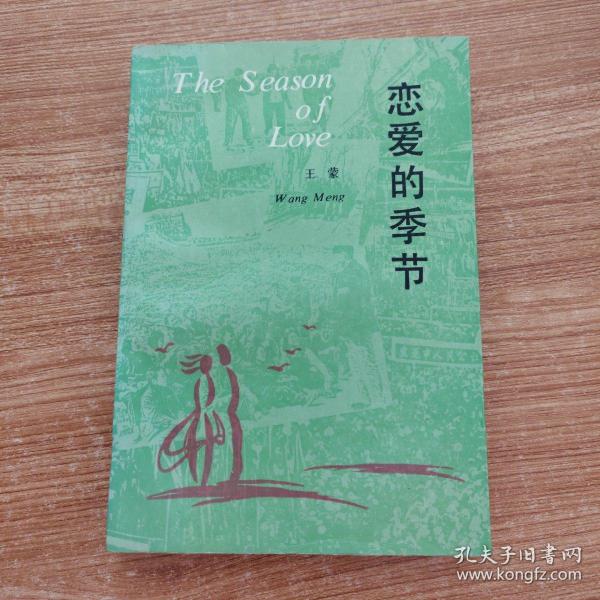 The Season
of
Love
恋爱的季节
王蒙
Wang Meng
孔夫子旧書网
www.kongfz.com